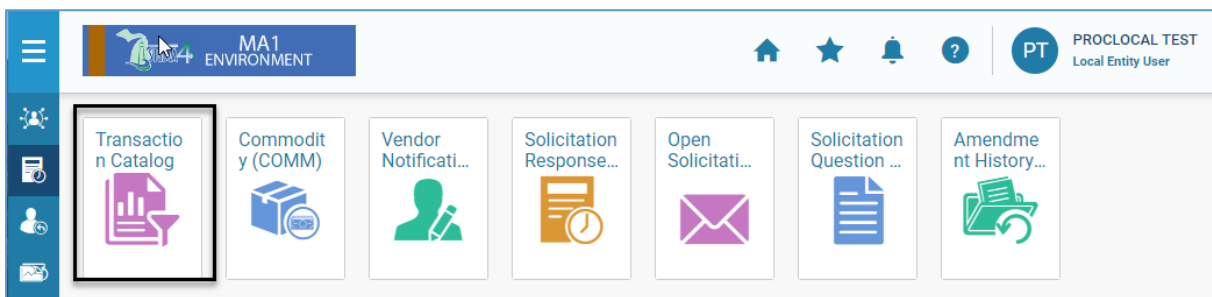 MA1
ENVIRONMENT
PT
PROCLOCAL TEST
Local Entity User
Transactio
n Catalog
Commodit
y (COMM)
Vendor
Notificati...
Solicitation
Response...
Open
Solicitati...
Solicitation
Question ...
Amendme
nt History...